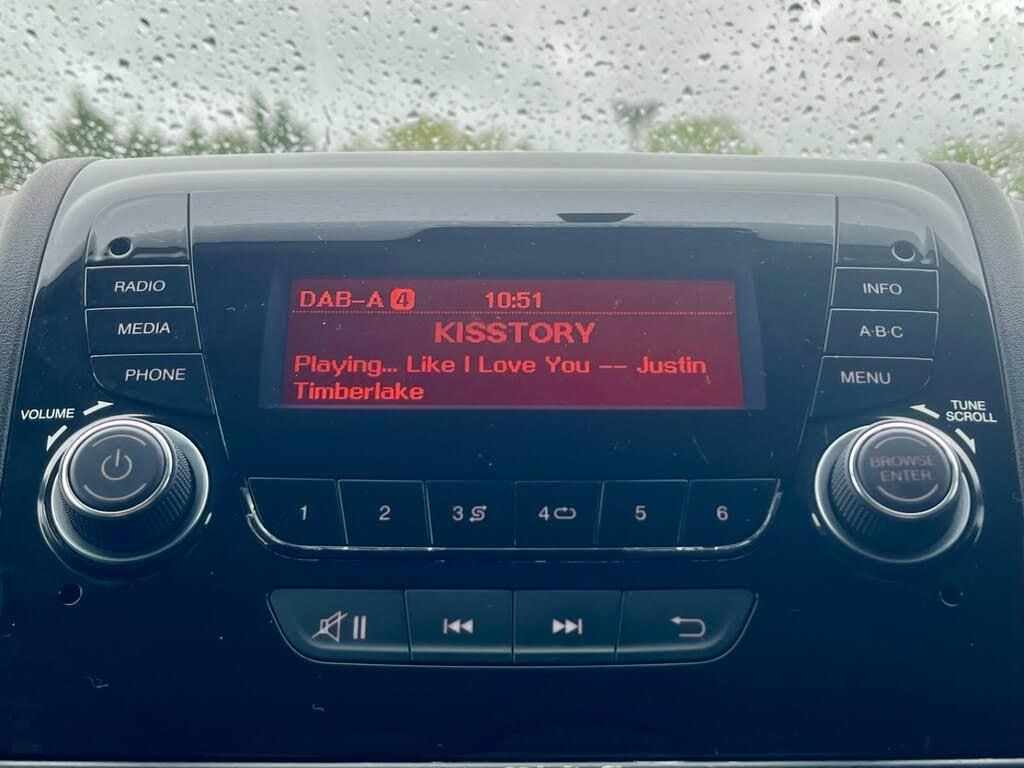 DAB-A 4 10:51
KISSTORY
Playing... Like I Love You -- Justin
Timberlake
RADIO
MEDIA
PHONE
INFO
A·B·C
MENU
VOLUME
TUNE
SCROLL
BROWSE
ENTER
1 2 3 4 5 6